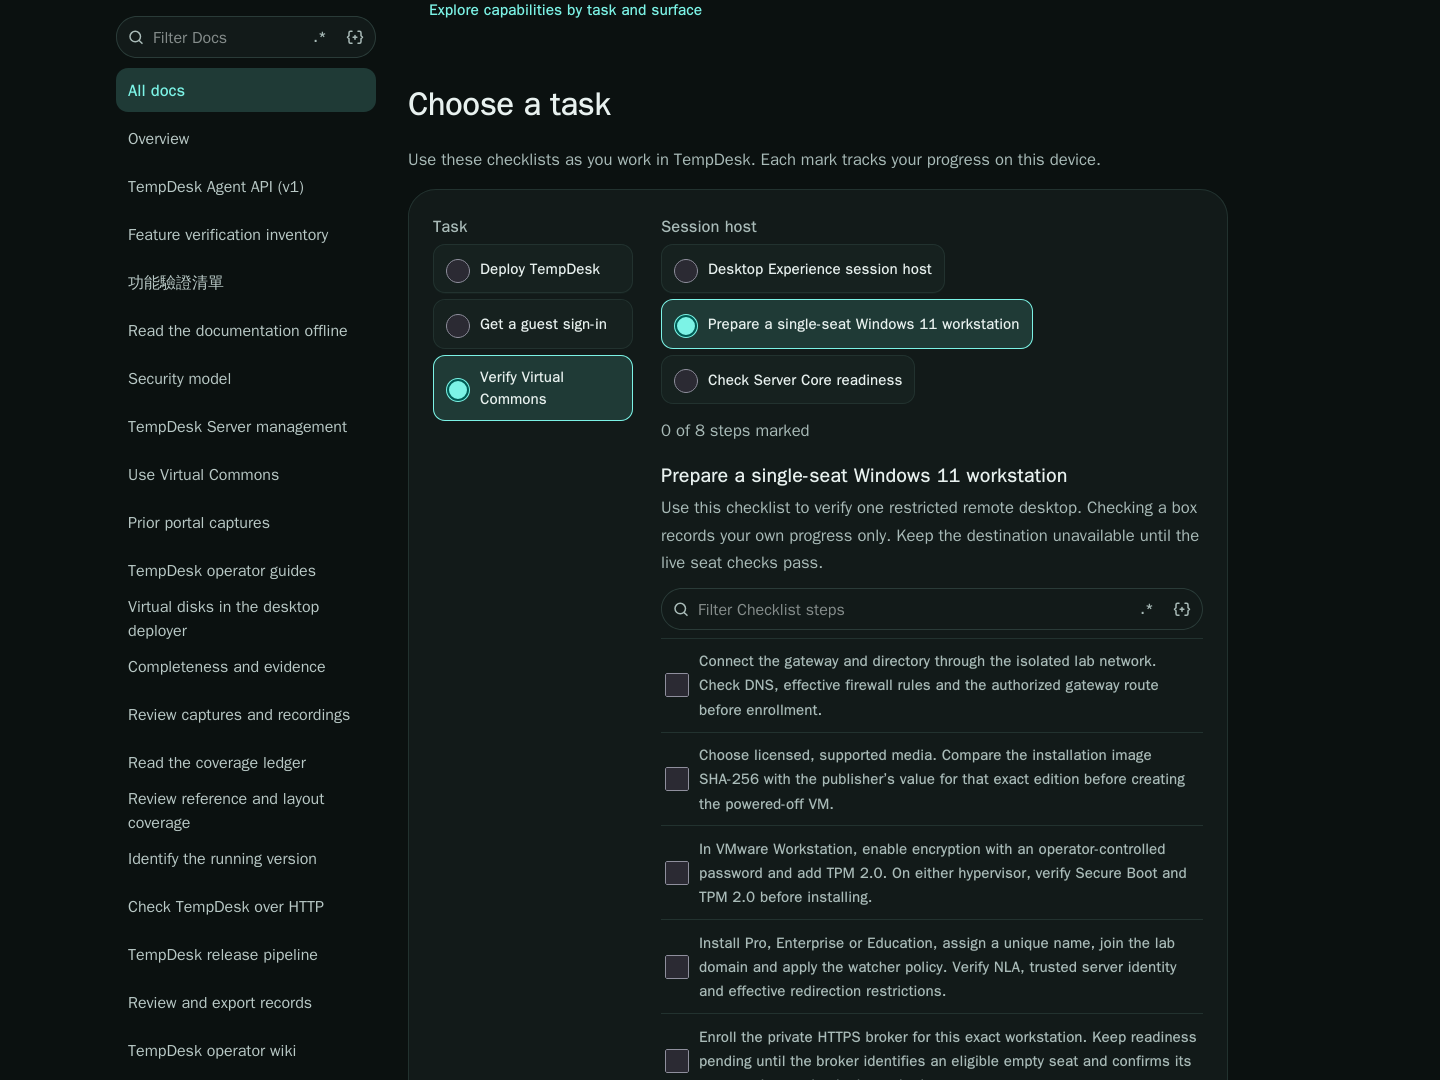 Explore capabilities by task and surface
Filter Docs
.*
{+}
All docs
Overview
TempDesk Agent API (v1)
Feature verification inventory
功能驗證清單
Read the documentation offline
Security model
TempDesk Server management
Use Virtual Commons
Prior portal captures
TempDesk operator guides
Virtual disks in the desktop
deployer
Completeness and evidence
Review captures and recordings
Read the coverage ledger
Review reference and layout
coverage
Identify the running version
Check TempDesk over HTTP
TempDesk release pipeline
Review and export records
TempDesk operator wiki
Choose a task
Use these checklists as you work in TempDesk. Each mark tracks your progress on this device.
Task
Deploy TempDesk
Get a guest sign-in
Verify Virtual
Commons
Session host
Desktop Experience session host
Prepare a single-seat Windows 11 workstation
Check Server Core readiness
0 of 8 steps marked
Prepare a single-seat Windows 11 workstation
Use this checklist to verify one restricted remote desktop. Checking a box
records your own progress only. Keep the destination unavailable until the
live seat checks pass.
Filter Checklist steps
.*
{+}
Connect the gateway and directory through the isolated lab network.
Check DNS, effective firewall rules and the authorized gateway route
before enrollment.
Choose licensed, supported media. Compare the installation image
SHA-256 with the publisher's value for that exact edition before creating
the powered-off VM.
In VMware Workstation, enable encryption with an operator-controlled
password and add TPM 2.0. On either hypervisor, verify Secure Boot and
TPM 2.0 before installing.
Install Pro, Enterprise or Education, assign a unique name, join the lab
domain and apply the watcher policy. Verify NLA, trusted server identity
and effective redirection restrictions.
Enroll the private HTTPS broker for this exact workstation. Keep readiness
pending until the broker identifies an eligible empty seat and confirms its